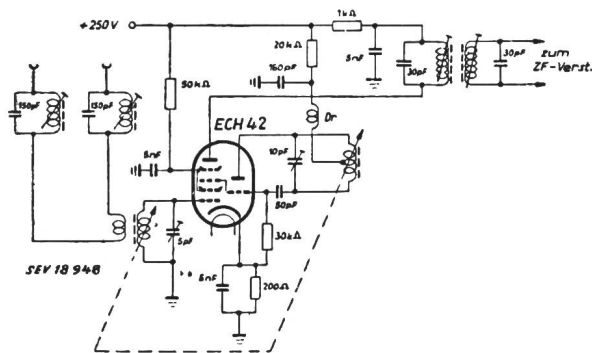 +250V
1kΩ
20kΩ
5nF
30pF
30pF
zum
ZF-Verst.
160pF
50kΩ
150pF
150pF
Dr
ECH 42
10pF
5nF
50pF
5pF
30kΩ
SEV 18 948
5nF
200Ω